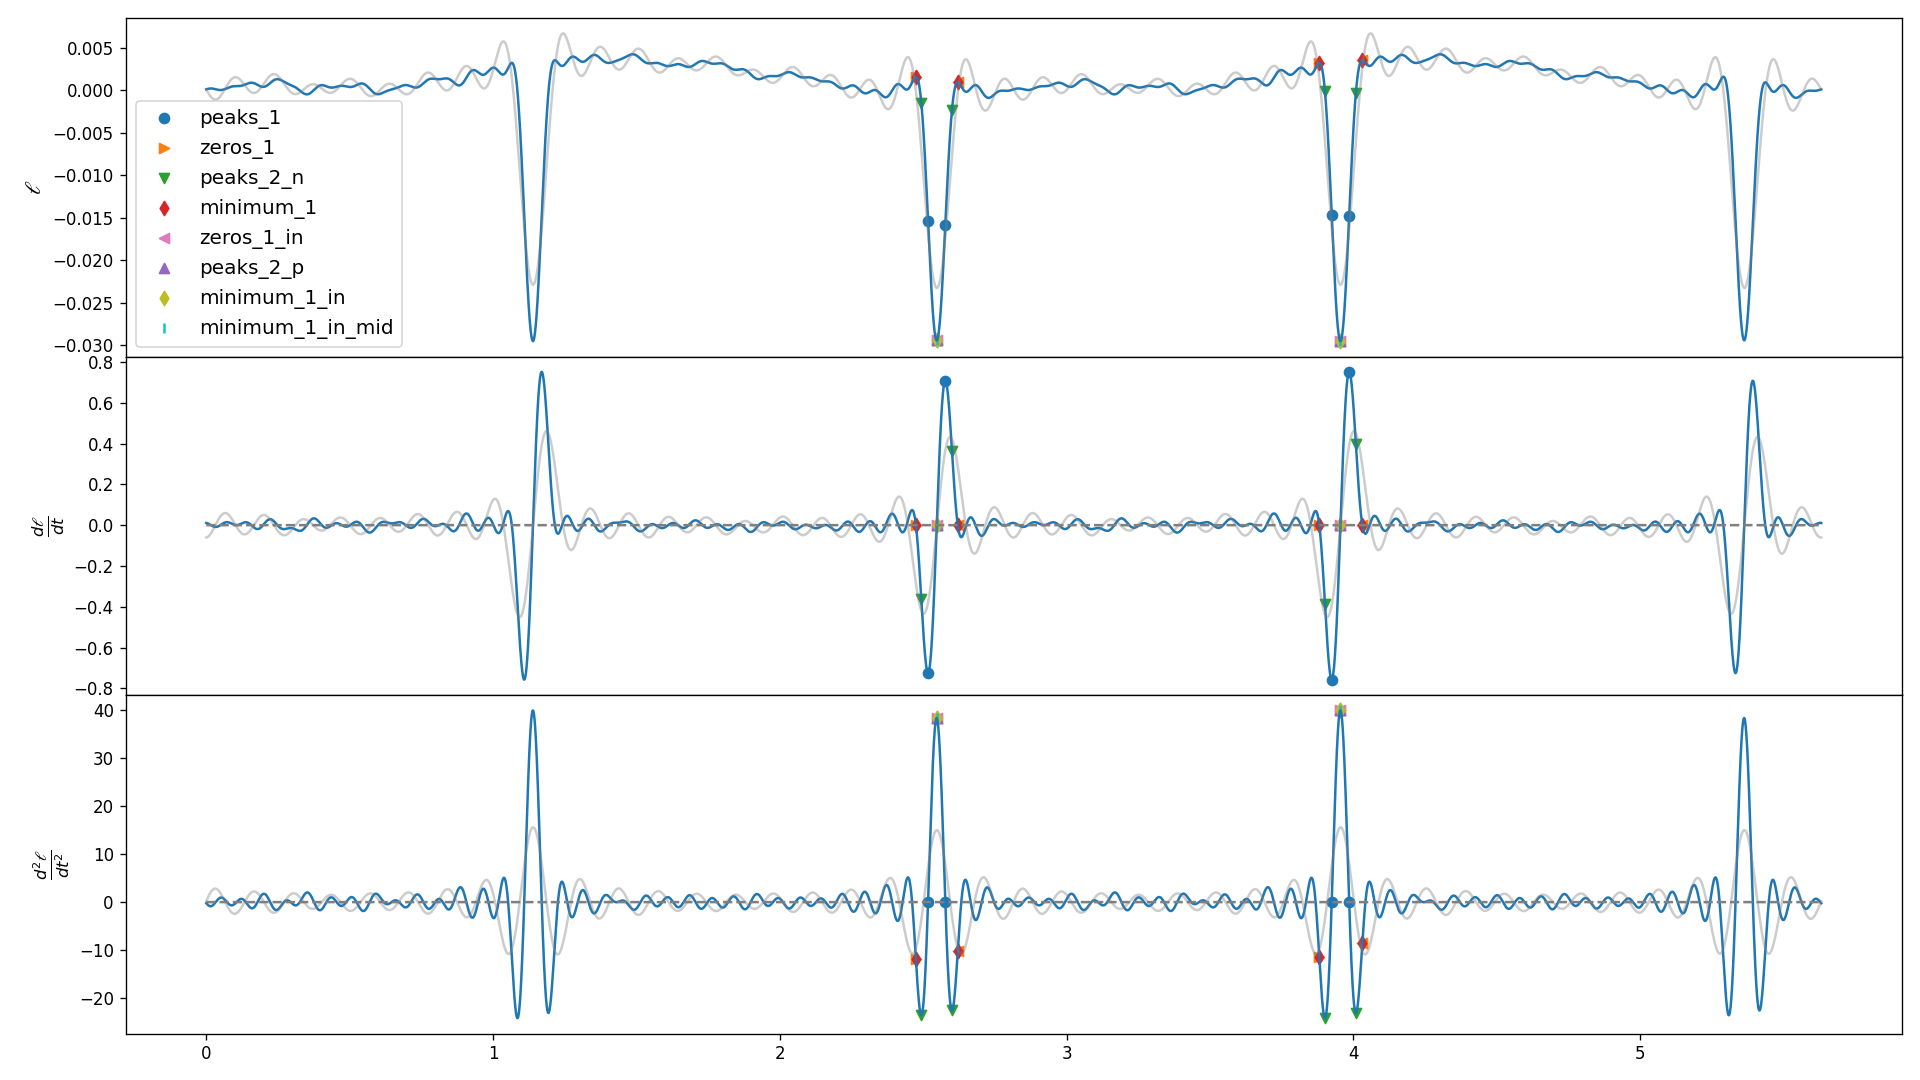 0.005
0.000
−0.005
−0.010
−0.015
−0.020
−0.025
−0.030
ℓ
peaks_1
zeros_1
peaks_2_n
minimum_1
zeros_1_in
peaks_2_p
minimum_1_in
minimum_1_in_mid
0.8
0.6
0.4
0.2
0.0
−0.2
−0.4
−0.6
−0.8
dℓ
dt
40
30
20
10
0
−10
−20
d²ℓ
dt²
0 1 2 3 4 5